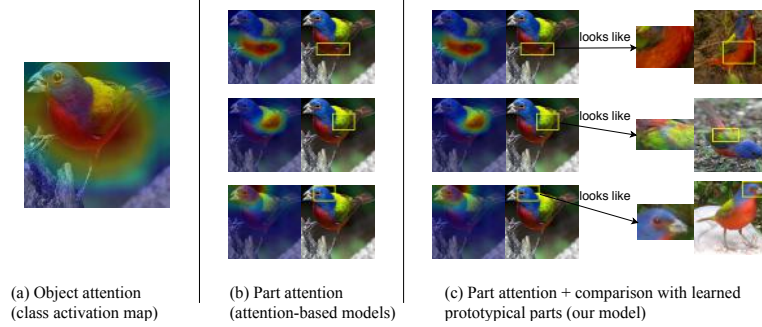 looks like
looks like
looks like
(a) Object attention
(class activation map)
(b) Part attention
(attention-based models)
(c) Part attention + comparison with learned
prototypical parts (our model)